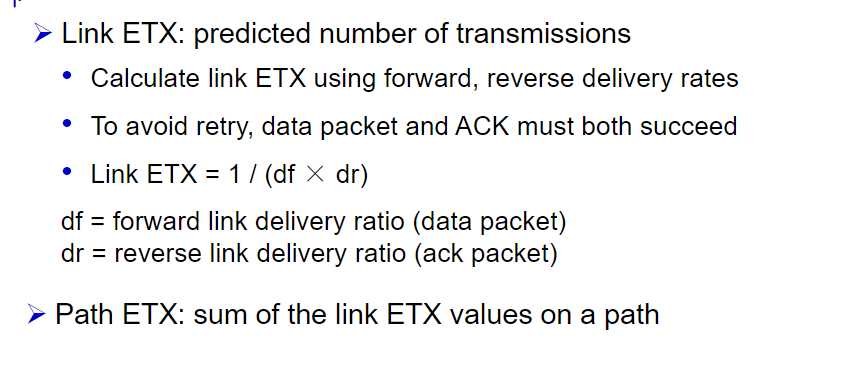 ➢ Link ETX: predicted number of transmissions
• Calculate link ETX using forward, reverse delivery rates
• To avoid retry, data packet and ACK must both succeed
• Link ETX = 1 / (df × dr)
df = forward link delivery ratio (data packet)
dr = reverse link delivery ratio (ack packet)
➢ Path ETX: sum of the link ETX values on a path